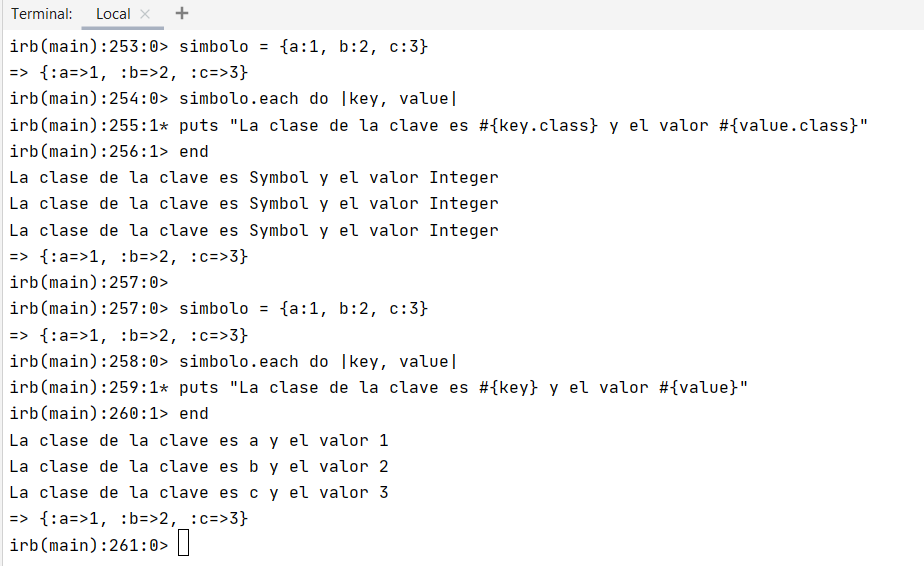 Terminal: Local × +
irb(main):253:0> simbolo = {a:1, b:2, c:3}
=> {:a=>1, :b=>2, :c=>3}
irb(main):254:0> simbolo.each do |key, value|
irb(main):255:1* puts "La clase de la clave es #{key.class} y el valor #{value.class}"
irb(main):256:1> end
La clase de la clave es Symbol y el valor Integer
La clase de la clave es Symbol y el valor Integer
La clase de la clave es Symbol y el valor Integer
=> {:a=>1, :b=>2, :c=>3}
irb(main):257:0>
irb(main):257:0> simbolo = {a:1, b:2, c:3}
=> {:a=>1, :b=>2, :c=>3}
irb(main):258:0> simbolo.each do |key, value|
irb(main):259:1* puts "La clase de la clave es #{key} y el valor #{value}"
irb(main):260:1> end
La clase de la clave es a y el valor 1
La clase de la clave es b y el valor 2
La clase de la clave es c y el valor 3
=> {:a=>1, :b=>2, :c=>3}
irb(main):261:0>